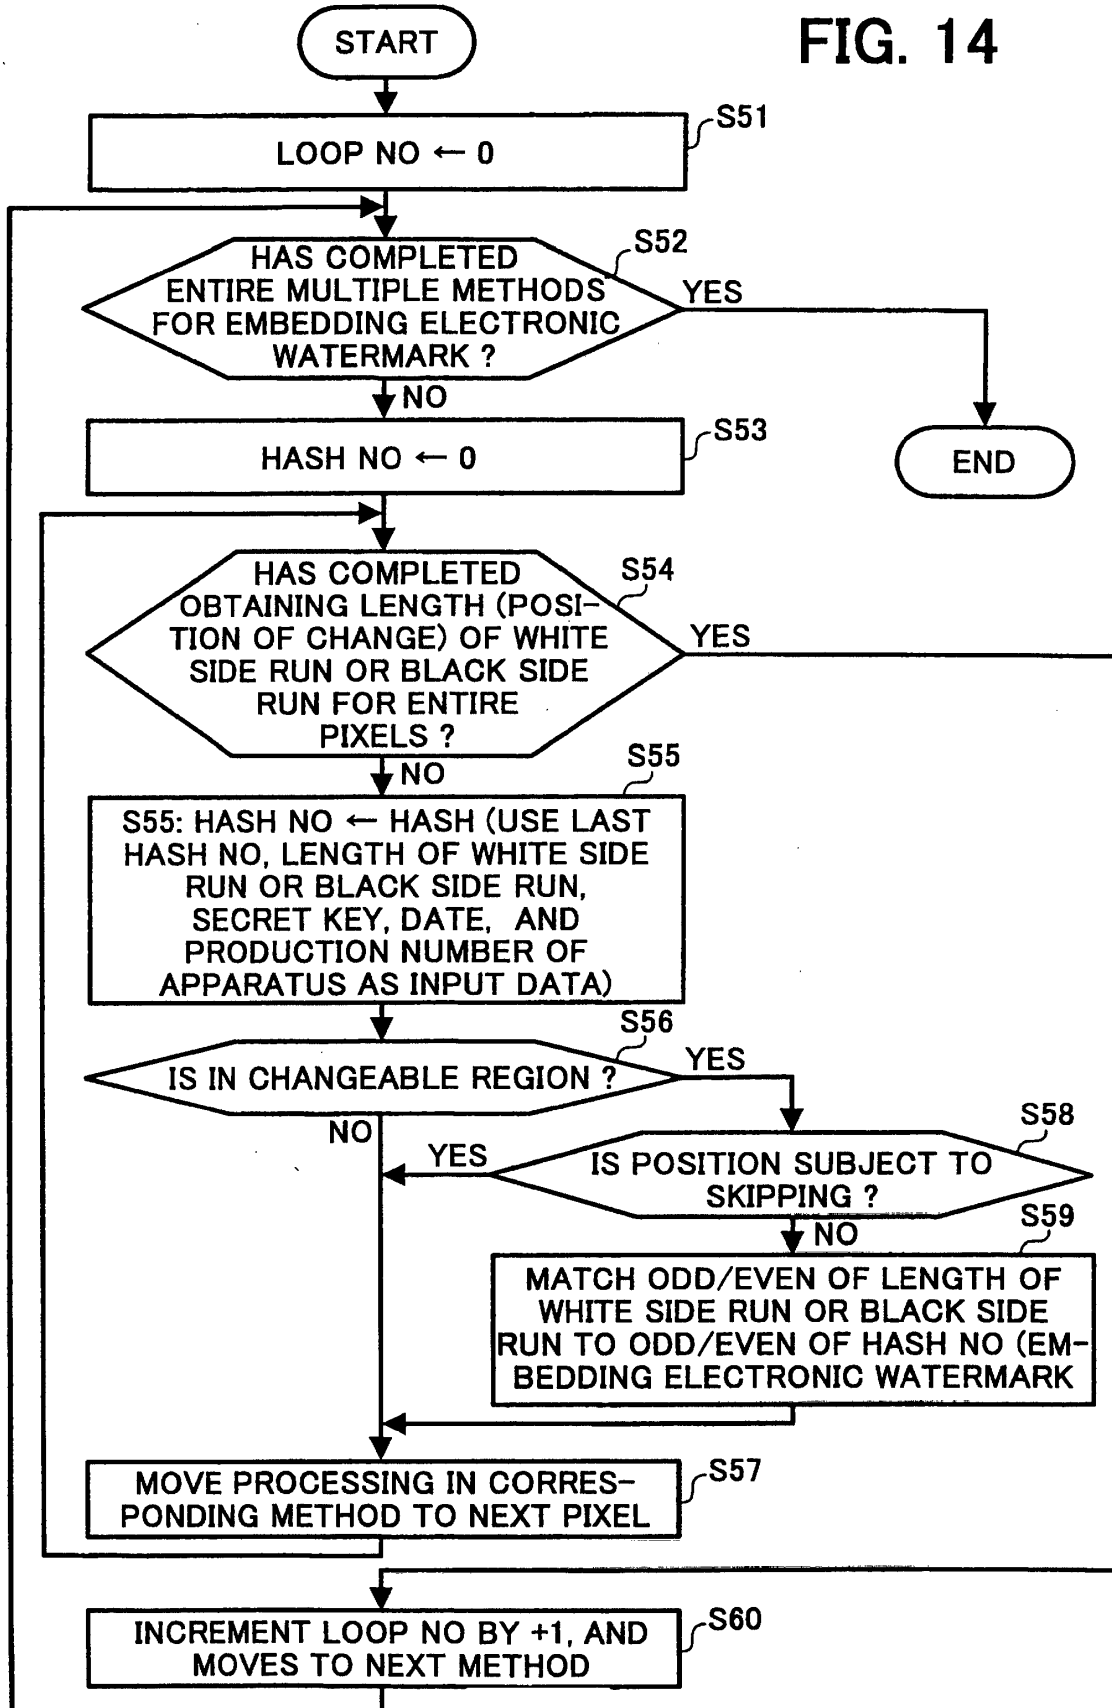 FIG. 14
START
S51
LOOP NO ← 0
S52
HAS COMPLETED
ENTIRE MULTIPLE METHODS
FOR EMBEDDING ELECTRONIC
WATERMARK ?
YES
NO
S53
HASH NO ← 0
END
S54
HAS COMPLETED
OBTAINING LENGTH (POSI-
TION OF CHANGE) OF WHITE
SIDE RUN OR BLACK SIDE
RUN FOR ENTIRE
PIXELS ?
YES
NO
S55
S55: HASH NO ← HASH (USE LAST
HASH NO, LENGTH OF WHITE SIDE
RUN OR BLACK SIDE RUN,
SECRET KEY, DATE, AND
PRODUCTION NUMBER OF
APPARATUS AS INPUT DATA)
S56
IS IN CHANGEABLE REGION ?
YES
NO
S58
YES
IS POSITION SUBJECT TO
SKIPPING ?
NO
S59
MATCH ODD/EVEN OF LENGTH OF
WHITE SIDE RUN OR BLACK SIDE
RUN TO ODD/EVEN OF HASH NO (EM-
BEDDING ELECTRONIC WATERMARK
S57
MOVE PROCESSING IN CORRES-
PONDING METHOD TO NEXT PIXEL
S60
INCREMENT LOOP NO BY +1, AND
MOVES TO NEXT METHOD